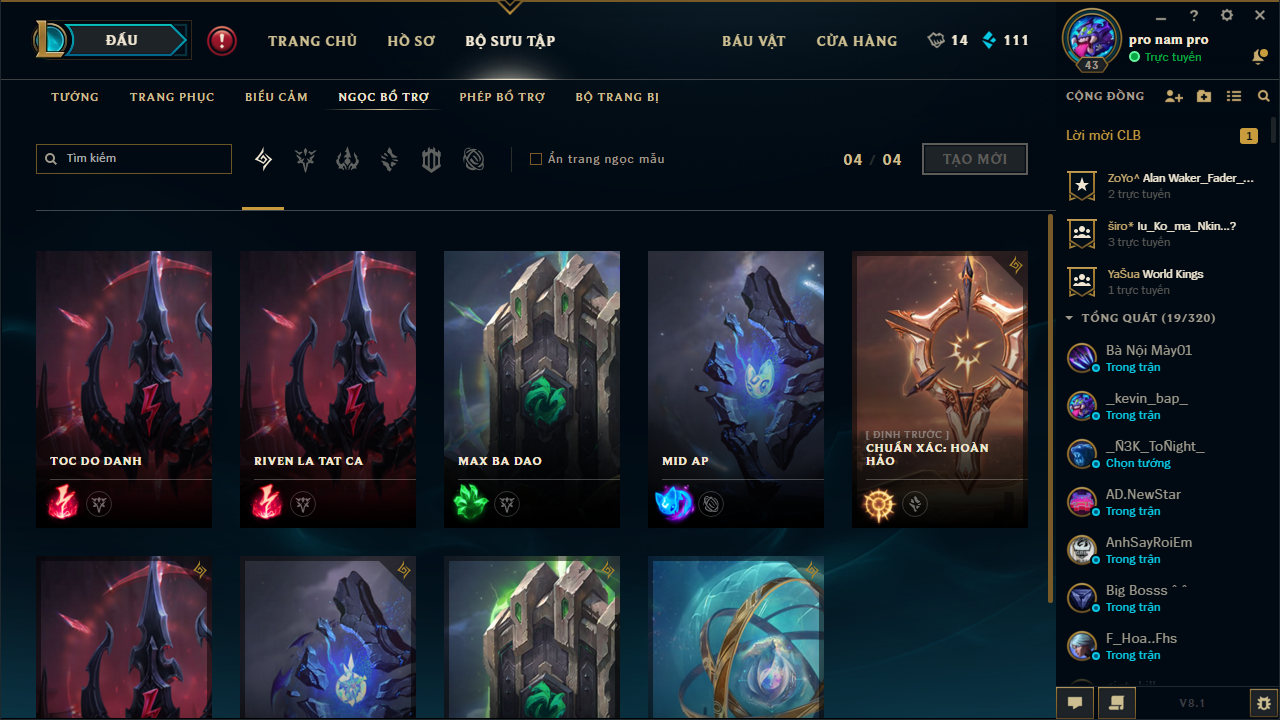 ĐẤU
TRANG CHỦ
HỒ SƠ
BỘ SƯU TẬP
BÁU VẬT
CỬA HÀNG
14
111
43
pro nam pro
Trực tuyến
TƯỚNG
TRANG PHỤC
BIỂU CẢM
NGỌC BỔ TRỢ
PHÉP BỔ TRỢ
BỘ TRANG BỊ
Tìm kiếm
Ẩn trang ngọc mẫu
04 / 04
TẠO MỚI
TOC DO DANH
RIVEN LA TAT CA
MAX BA DAO
MID AP
[ ĐỊNH TRƯỚC ]
CHUẨN XÁC: HOÀN
HẢO
CỘNG ĐỒNG
Lời mời CLB
1
ZoYo^ Alan Waker_Fader_...
2 trực tuyến
širo* Iu_Ko_ma_Nkin...?
3 trực tuyến
YaŠua World Kings
1 trực tuyến
TỔNG QUÁT (19/320)
Bà Nội Mày01
Trong trận
_kevin_bap_
Trong trận
_Ñ3K_ToÑight_
Chọn tướng
AD.NewStar
Trong trận
AnhSayRoiEm
Trong trận
Big Bosss ˆ ˆ
Trong trận
F_Hoa..Fhs
Trong trận
V8.1